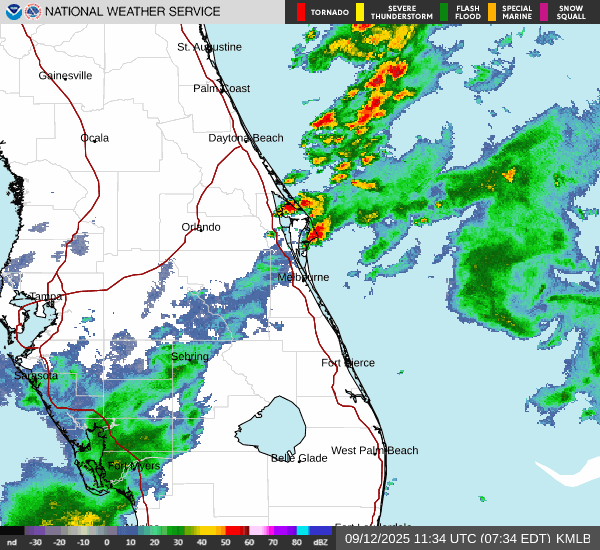 NATIONAL WEATHER SERVICE
TORNADO
SEVERE
THUNDERSTORM
FLASH
FLOOD
SPECIAL
MARINE
SNOW
SQUALL
St. Augustine
Gainesville
Palm Coast
Ocala
Daytona Beach
Orlando
Melbourne
Tampa
Sebring
Fort Pierce
Sarasota
West Palm Beach
Belle Glade
Fort Myers
Fort Lauderdale
nd -30 -20 -10 0 10 20 30 40 50 60 70 80 dBZ
09/12/2025 11:34 UTC (07:34 EDT) KMLB